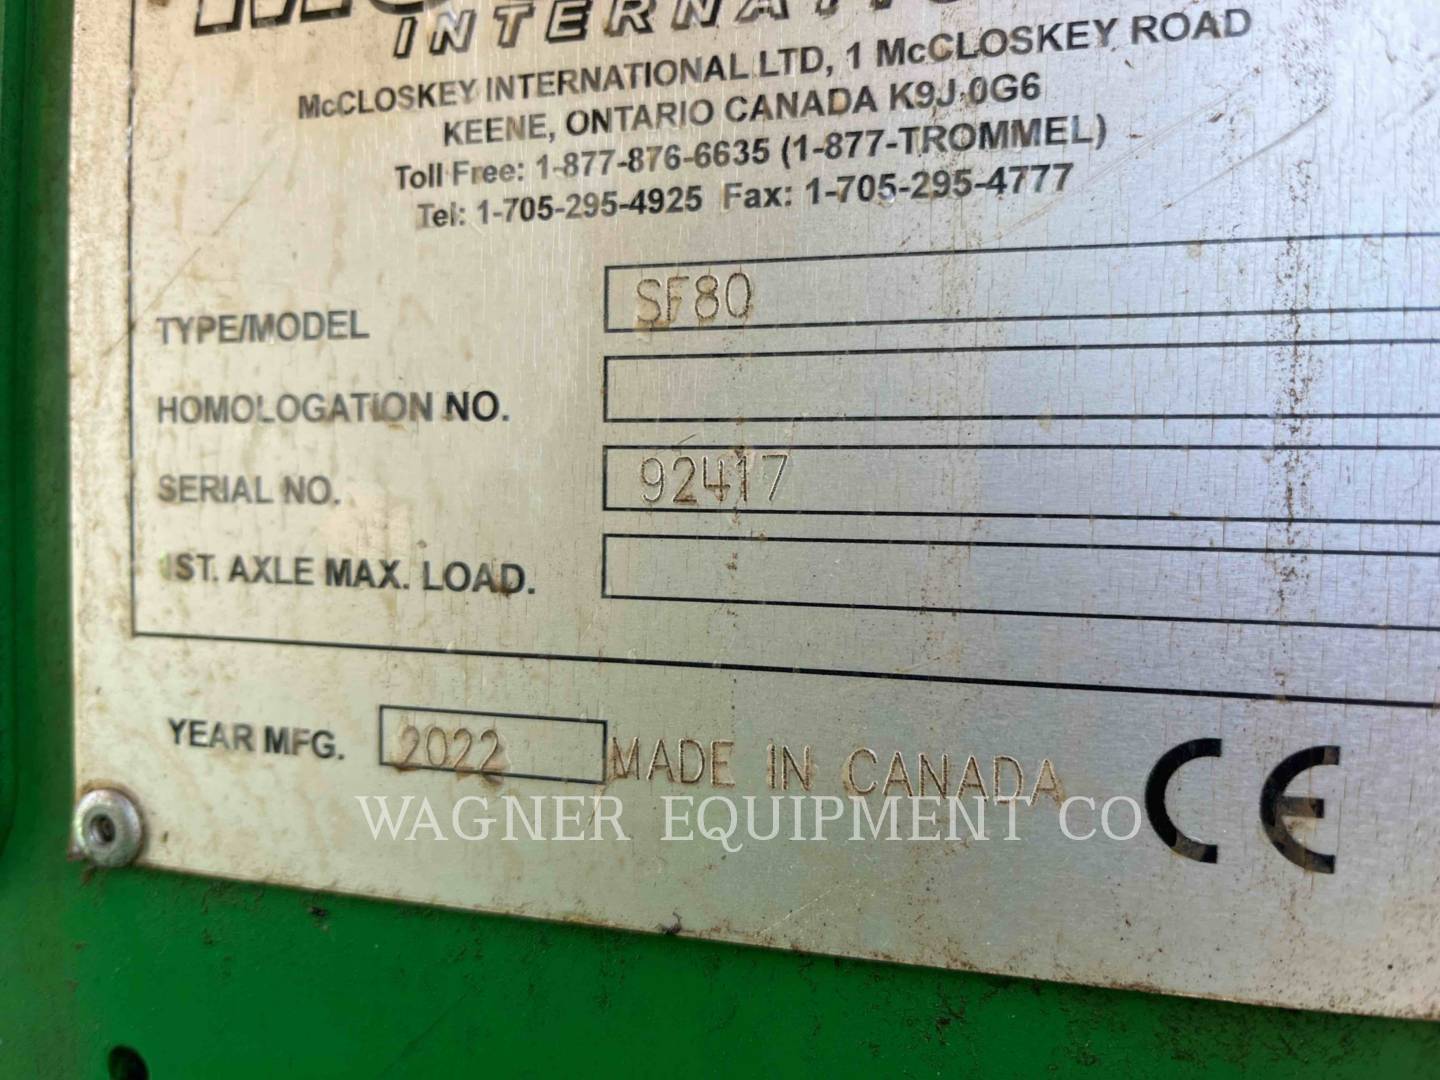 INTERNATIONAL
McCLOSKEY INTERNATIONAL LTD, 1 McCLOSKEY ROAD
KEENE, ONTARIO CANADA K9J 0G6
Toll Free: 1-877-876-6635 (1-877-TROMMEL)
Tel: 1-705-295-4925 Fax: 1-705-295-4777
TYPE/MODEL SF80
HOMOLOGATION NO.
SERIAL NO. 92417
1ST. AXLE MAX. LOAD.
YEAR MFG. 2022 MADE IN CANADA CE
WAGNER EQUIPMENT CO